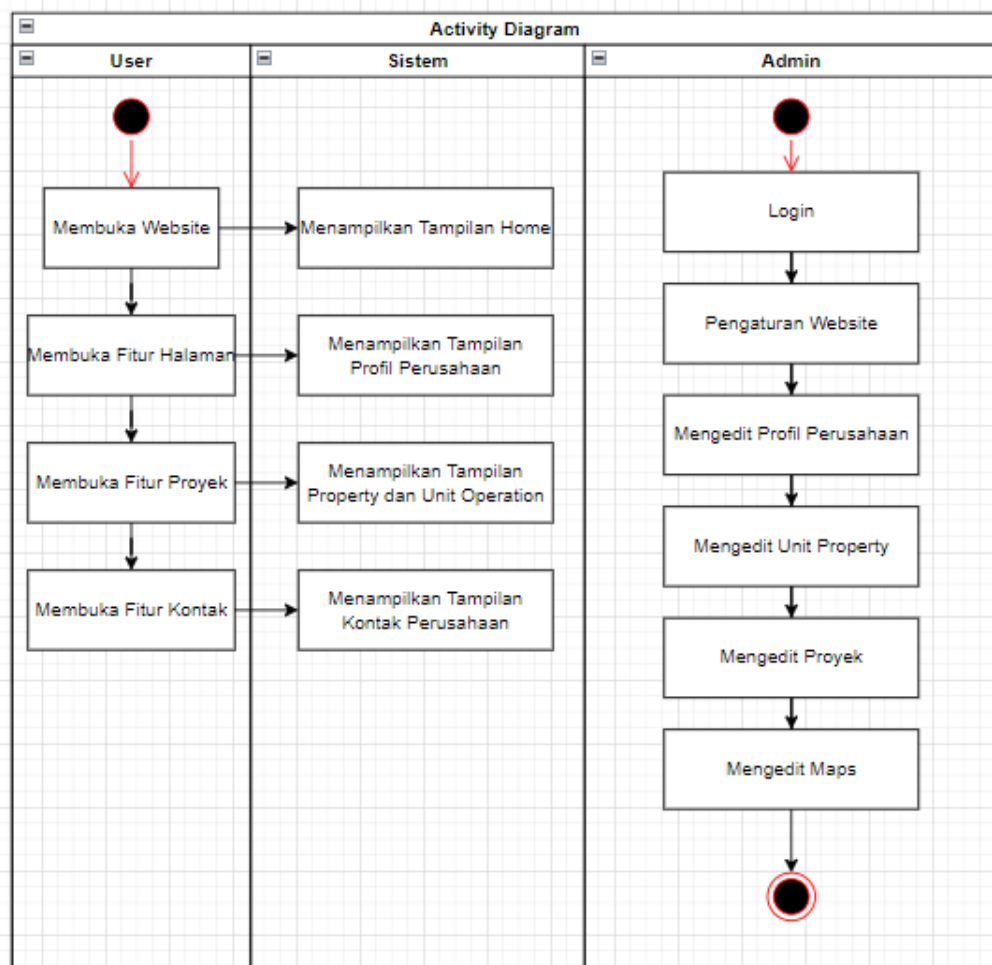 Activity Diagram
User
Sistem
Admin
Membuka Website
Menampilkan Tampilan Home
Login
Membuka Fitur Halaman
Menampilkan Tampilan
Profil Perusahaan
Pengaturan Website
Mengedit Profil Perusahaan
Membuka Fitur Proyek
Menampilkan Tampilan
Property dan Unit Operation
Mengedit Unit Property
Membuka Fitur Kontak
Menampilkan Tampilan
Kontak Perusahaan
Mengedit Proyek
Mengedit Maps